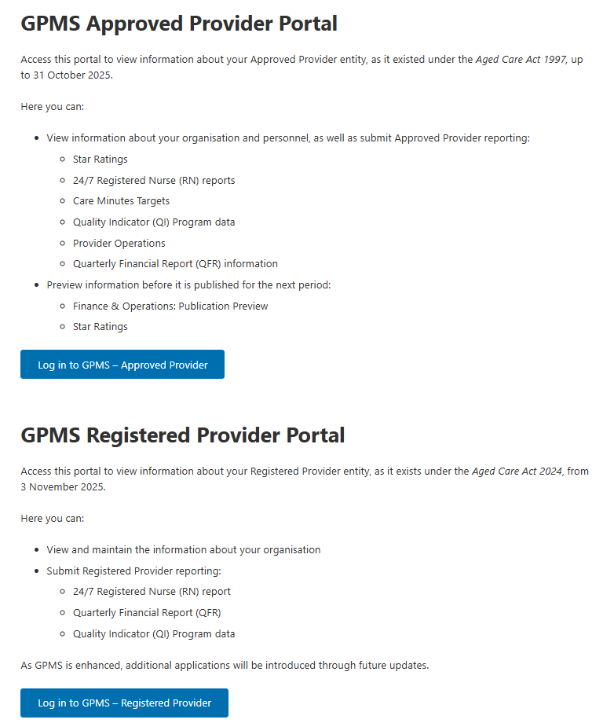 GPMS Approved Provider Portal
Access this portal to view information about your Approved Provider entity, as it existed under the Aged Care Act 1997, up
to 31 October 2025.
Here you can:
• View information about your organisation and personnel, as well as submit Approved Provider reporting:
○ Star Ratings
○ 24/7 Registered Nurse (RN) reports
○ Care Minutes Targets
○ Quality Indicator (QI) Program data
○ Provider Operations
○ Quarterly Financial Report (QFR) information
• Preview information before it is published for the next period:
○ Finance & Operations: Publication Preview
○ Star Ratings
Log in to GPMS – Approved Provider
GPMS Registered Provider Portal
Access this portal to view information about your Registered Provider entity, as it exists under the Aged Care Act 2024, from
3 November 2025.
Here you can:
• View and maintain the information about your organisation
• Submit Registered Provider reporting:
○ 24/7 Registered Nurse (RN) report
○ Quarterly Financial Report (QFR)
○ Quality Indicator (QI) Program data
As GPMS is enhanced, additional applications will be introduced through future updates.
Log in to GPMS – Registered Provider